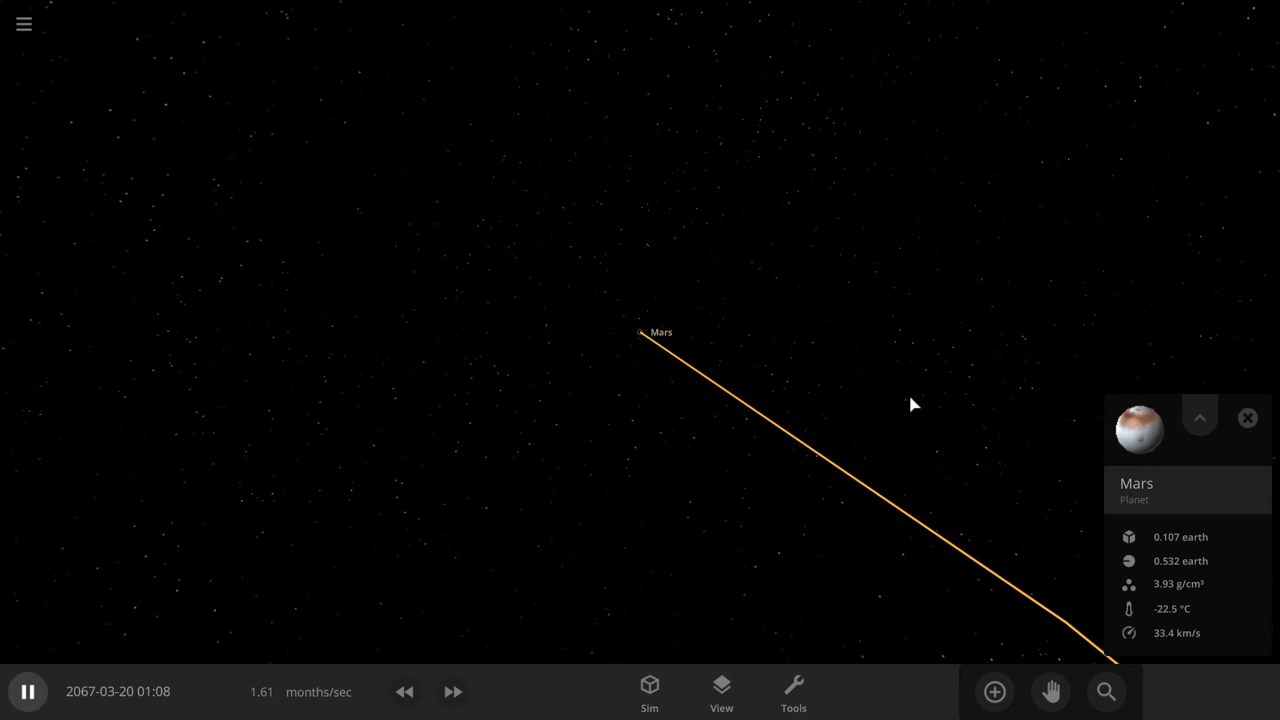 Mars
Mars
Planet
0.107 earth
0.532 earth
3.93 g/cm³
-22.5 °C
33.4 km/s
2067-03-20 01:08
1.61 months/sec
Sim
View
Tools